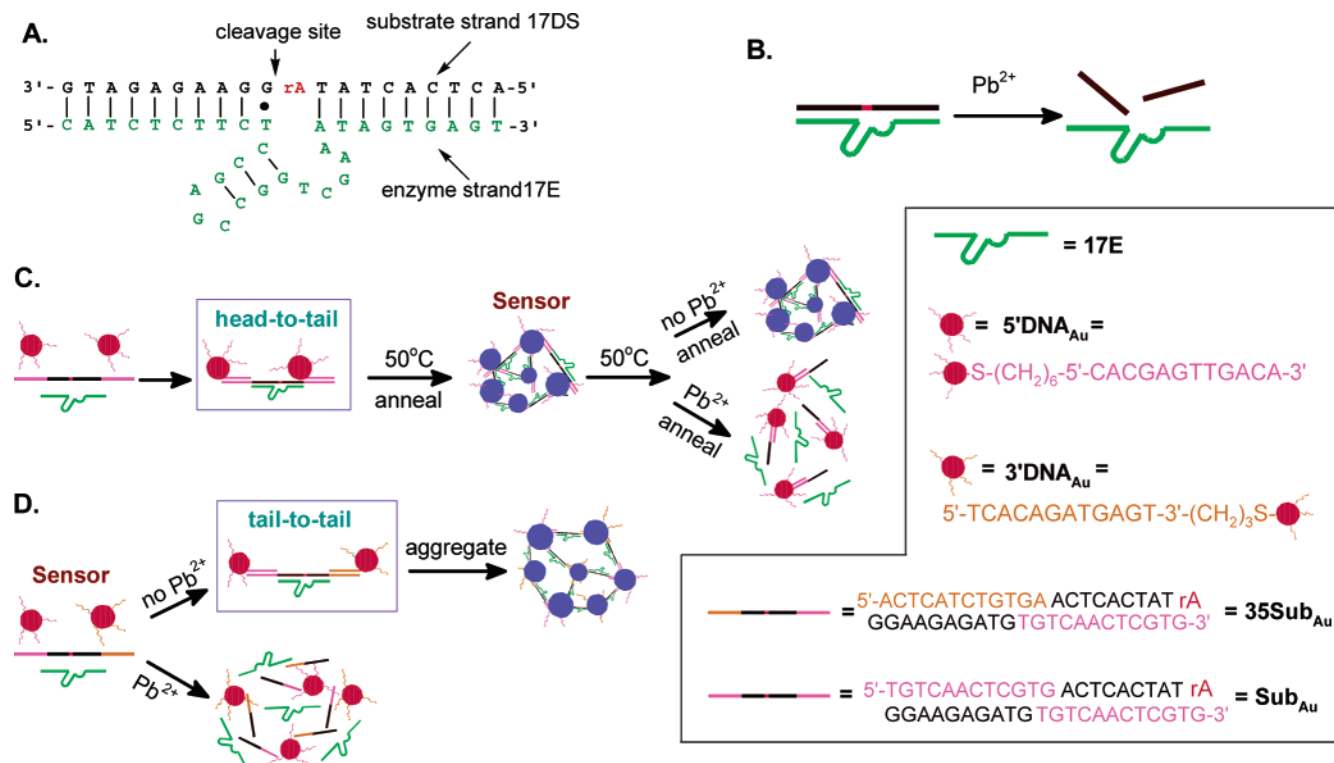 A.
cleavage site
substrate strand 17DS
3'- G T A G A G A A G G rA T A T C A C T C A -5'
5'- C A T C T C T T C T A T A G T G A G T -3'
C A
C A
G G
A G T C
G C
C
G
enzyme strand17E
B.
Pb2+
C.
head-to-tail
50°C
anneal
Sensor
50°C
no Pb2+
anneal
Pb2+
anneal
D.
Sensor
no Pb2+
Pb2+
tail-to-tail
aggregate
= 17E
= 5'DNAAu =
S-(CH2)6-5'-CACGAGTTGACA-3'
= 3'DNAAu =
5'-TCACAGATGAGT-3'-(CH2)3S-
= 5'-ACTCATCTGTGA ACTCACTAT rA = 35SubAu
GGAAGAGATG TGTCAACTCGTG-3'
= 5'-TGTCAACTCGTG ACTCACTAT rA = SubAu
GGAAGAGATG TGTCAACTCGTG-3'